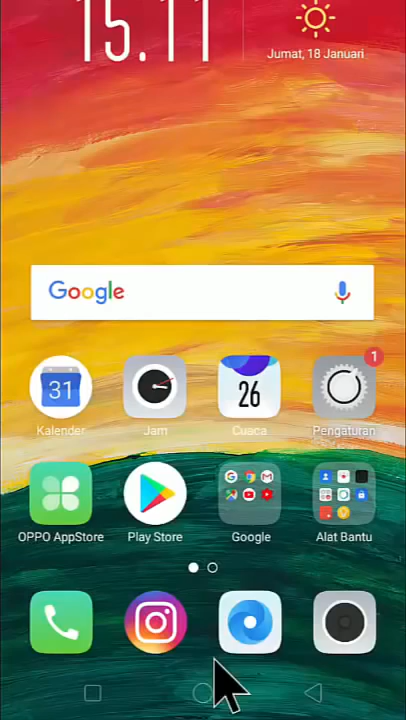 15.11
Jumat, 18 Januari
Google
31
26
1
Kalender
Jam
Cuaca
Pengaturan
OPPO AppStore
Play Store
Google
Alat Bantu